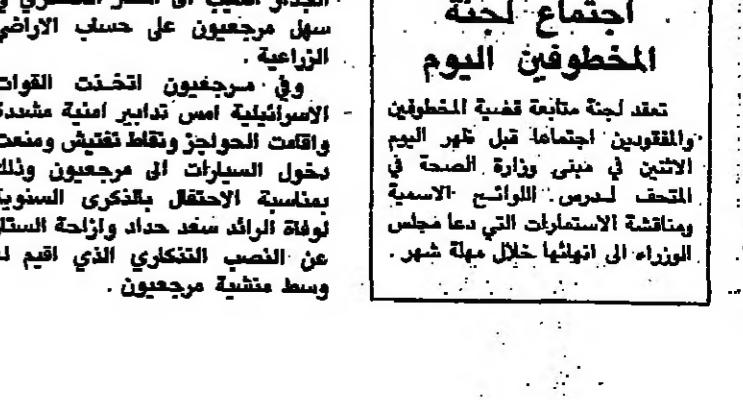 اجتماع لجنة
المخطوفين اليوم
تعقد لجنة متابعة قضية المخطوفين
والمفقودين اجتماعا قبل ظهر اليوم
الاثنين في مبنى وزارة الصحة في
المتحف لدرس اللوائح الاسمية
ومناقشة الاستمارات التي دعا مجلس
الوزراء الى انهائها خلال مهلة شهر .
سهل مرجعيون على حساب الاراضي
الزراعية .
وفي مرجعيون اتخذت القوات
الاسرائيلية امس تدابير امنية مشددة
واقامت الحواجز ونقاط تفتيش ومنعت
دخول السيارات الى مرجعيون وذلك
بمناسبة الاحتفال بالذكرى السنوية
لوفاة الرائد سعد حداد وازاحة الستار
عن النصب التذكاري الذي اقيم له
وسط منشية مرجعيون .